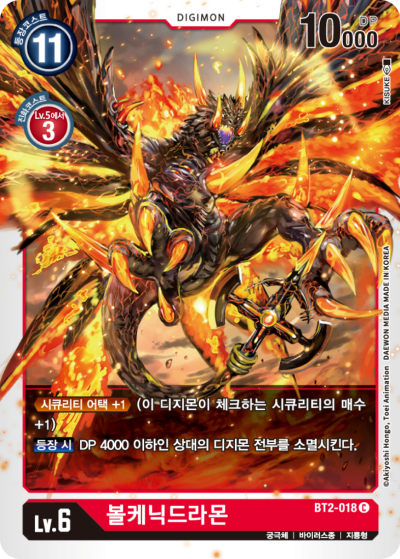 DIGIMON
등장코스트
11
DP
10000
진화코스트
Lv.5에서
3
KISUKE
시큐리티 어택 +1 (이 디지몬이 체크하는 시큐리티의 매수
+1)
등장 시 DP 4000 이하인 상대의 디지몬 전부를 소멸시킨다.
©Akiyoshi Hongo, Toei Animation DAEWON MEDIA MADE IN KOREA
Lv.6
볼케닉드라몬
BT2-018 C
궁극체 | 바이러스종 | 지룡형